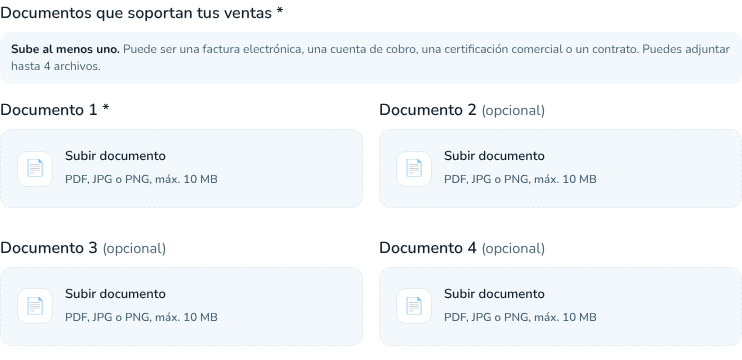 Documentos que soportan tus ventas *
Sube al menos uno. Puede ser una factura electrónica, una cuenta de cobro, una certificación comercial o un contrato. Puedes adjuntar
hasta 4 archivos.
Documento 1 *
Documento 2 (opcional)
Subir documento
PDF, JPG o PNG, máx. 10 MB
Subir documento
PDF, JPG o PNG, máx. 10 MB
Documento 3 (opcional)
Documento 4 (opcional)
Subir documento
PDF, JPG o PNG, máx. 10 MB
Subir documento
PDF, JPG o PNG, máx. 10 MB